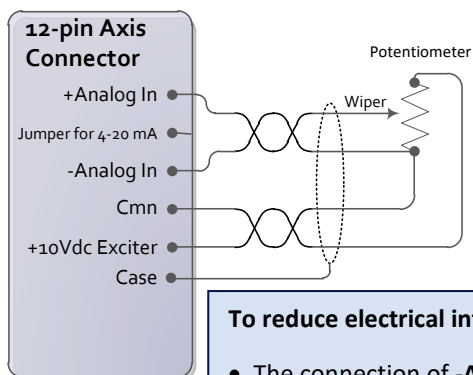 12-pin Axis
Connector
+Analog In
Jumper for 4-20 mA
-Analog In
Cmn
+10Vdc Exciter
Case
Potentiometer
Wiper
To reduce electrical
• The connection of